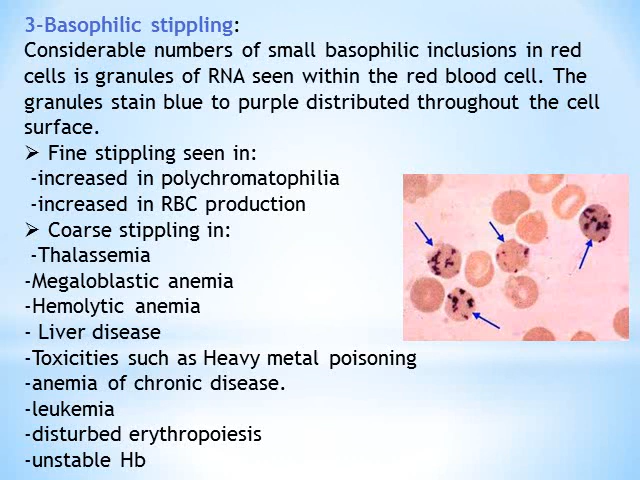 3-Basophilic stippling:
Considerable numbers of small basophilic inclusions in red
cells is granules of RNA seen within the red blood cell. The
granules stain blue to purple distributed throughout the cell
surface.
➢ Fine stippling seen in:
-increased in polychromatophilia
-increased in RBC production
➢ Coarse stippling in:
-Thalassemia
-Megaloblastic anemia
-Hemolytic anemia
- Liver disease
-Toxicities such as Heavy metal poisoning
-anemia of chronic disease.
-leukemia
-disturbed erythropoiesis
-unstable Hb